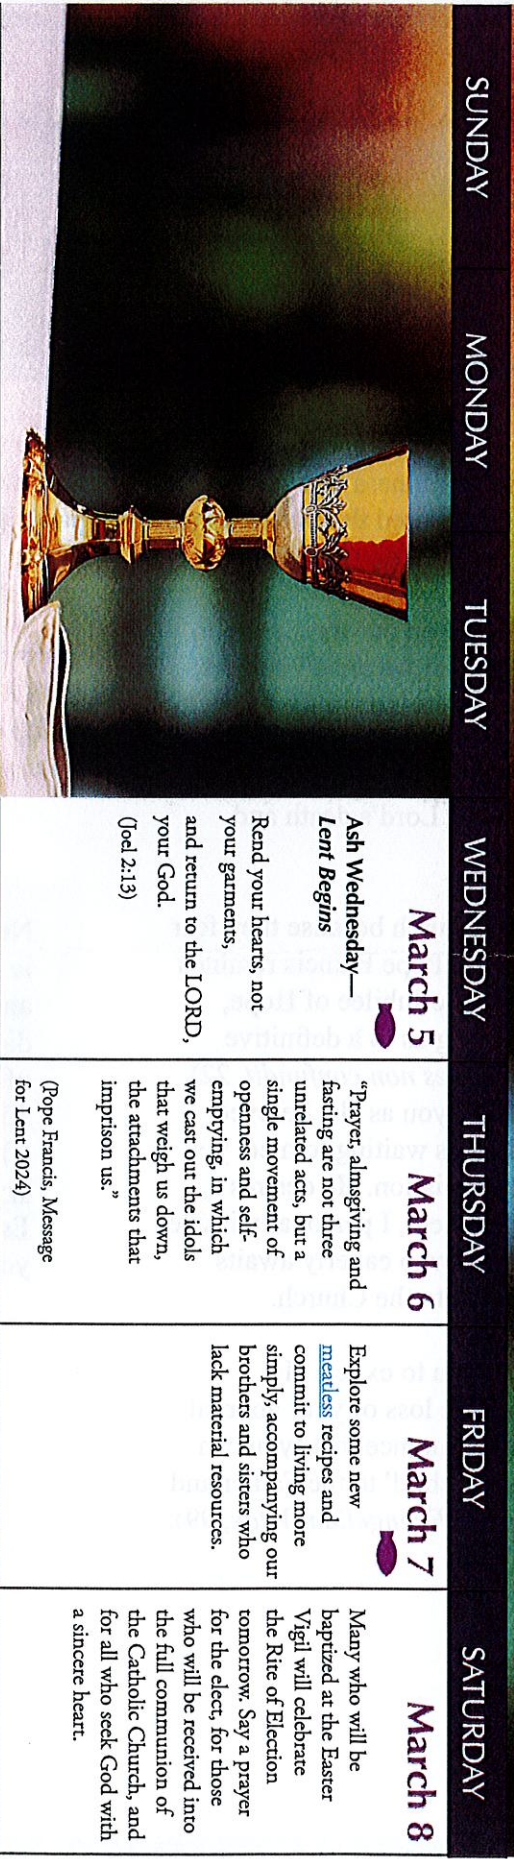 SUNDAY
MONDAY
TUESDAY
WEDNESDAY
THURSDAY
FRIDAY
SATURDAY
March 5
Ash Wednesday—
Lent Begins
Rend your hearts, not
your garments,
and return to the LORD,
your God.
(Joel 2:13)
March 6
"Prayer, almsgiving and
fasting are not three
unrelated acts, but a
single movement of
openness and self-
emptying, in which
we cast out the idols
that weigh us down,
the attachments that
imprison us."
(Pope Francis, Message
for Lent 2024)
March 7
Explore some new
meatless recipes and
commit to living more
simply, accompanying our
brothers and sisters who
lack material resources.
March 8
Many who will be
baptized at the Easter
Vigil will celebrate
the Rite of Election
tomorrow. Say a prayer
for the elect, for those
who will be received into
the full communion of
the Catholic Church, and
for all who seek God with
a sincere heart.